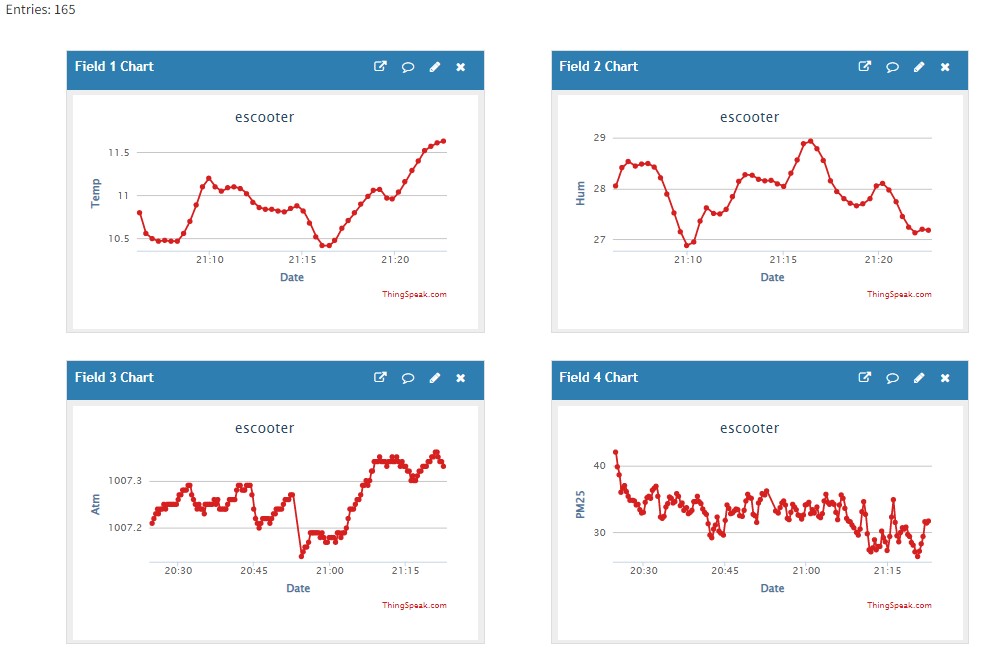 Entries: 165
Field 1 Chart
escooter
Temp
11.5
11
10.5
21:10 21:15 21:20
Date
ThingSpeak.com
Field 2 Chart
escooter
Hum
29
28
27
21:10 21:15 21:20
Date
ThingSpeak.com
Field 3 Chart
escooter
Atm
1007.3
1007.2
20:30 20:45 21:00 21:15
Date
ThingSpeak.com
Field 4 Chart
escooter
PM25
40
30
20:30 20:45 21:00 21:15
Date
ThingSpeak.com